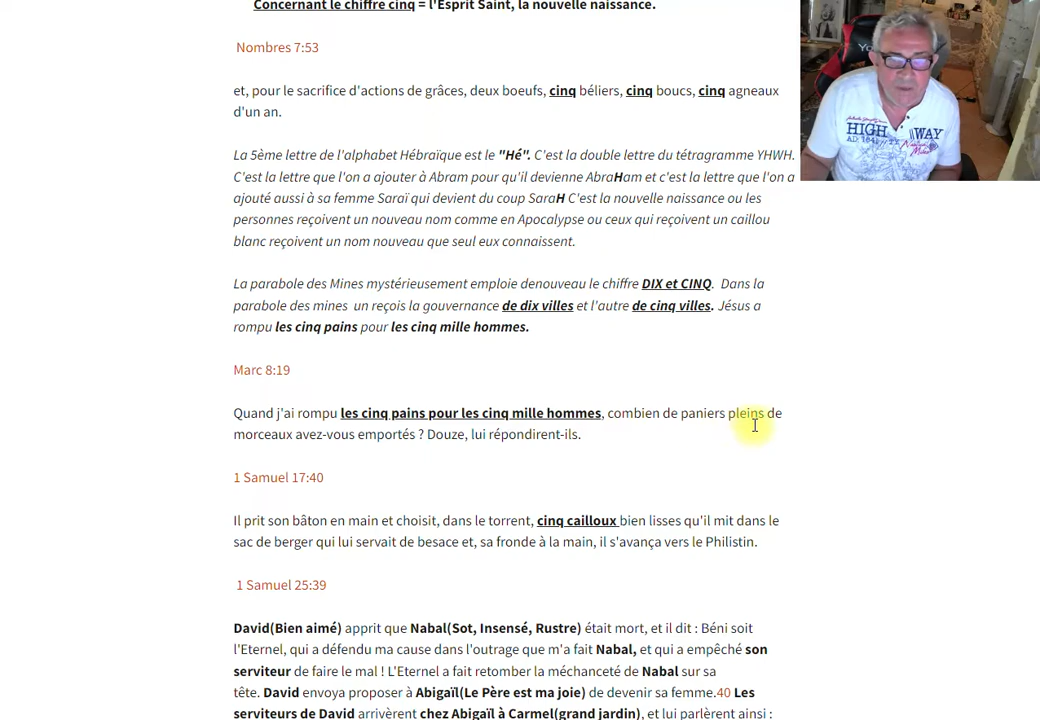 Concernant le chiffre cinq = l'Esprit Saint, la nouvelle naissance.
Nombres 7:53
et, pour le sacrifice d'actions de grâces, deux boeufs, cinq béliers, cinq boucs, cinq agneaux
d'un an.
La 5ème lettre de l'alphabet Hébraïque est le "Hé". C'est la double lettre du tétragramme YHWH.
C'est la lettre que l'on a ajouter à Abram pour qu'il devienne AbraHam et c'est la lettre que l'on a
ajouté aussi à sa femme Saraï qui devient du coup SaraH C'est la nouvelle naissance ou les
personnes reçoivent un nouveau nom comme en Apocalypse ou ceux qui reçoivent un caillou
blanc reçoivent un nom nouveau que seul eux connaissent.
La parabole des Mines mystérieusement emploie denouveau le chiffre DIX et CINQ. Dans la
parabole des mines un reçois la gouvernance de dix villes et l'autre de cinq villes. Jésus a
rompu les cinq pains pour les cinq mille hommes.
Marc 8:19
Quand j'ai rompu les cinq pains pour les cinq mille hommes, combien de paniers pleins de
morceaux avez-vous emportés ? Douze, lui répondirent-ils.
1 Samuel 17:40
Il prit son bâton en main et choisit, dans le torrent, cinq cailloux bien lisses qu'il mit dans le
sac de berger qui lui servait de besace et, sa fronde à la main, il s'avança vers le Philistin.
1 Samuel 25:39
David(Bien aimé) apprit que Nabal(Sot, Insensé, Rustre) était mort, et il dit : Béni soit
l'Eternel, qui a défendu ma cause dans l'outrage que m'a fait Nabal, et qui a empêché son
serviteur de faire le mal ! L'Eternel a fait retomber la méchanceté de Nabal sur sa
tête. David envoya proposer à Abigaïl(Le Père est ma joie) de devenir sa femme.40 Les
serviteurs de David arrivèrent chez Abigaïl à Carmel(grand jardin), et lui parlèrent ainsi :
HIGH WAY